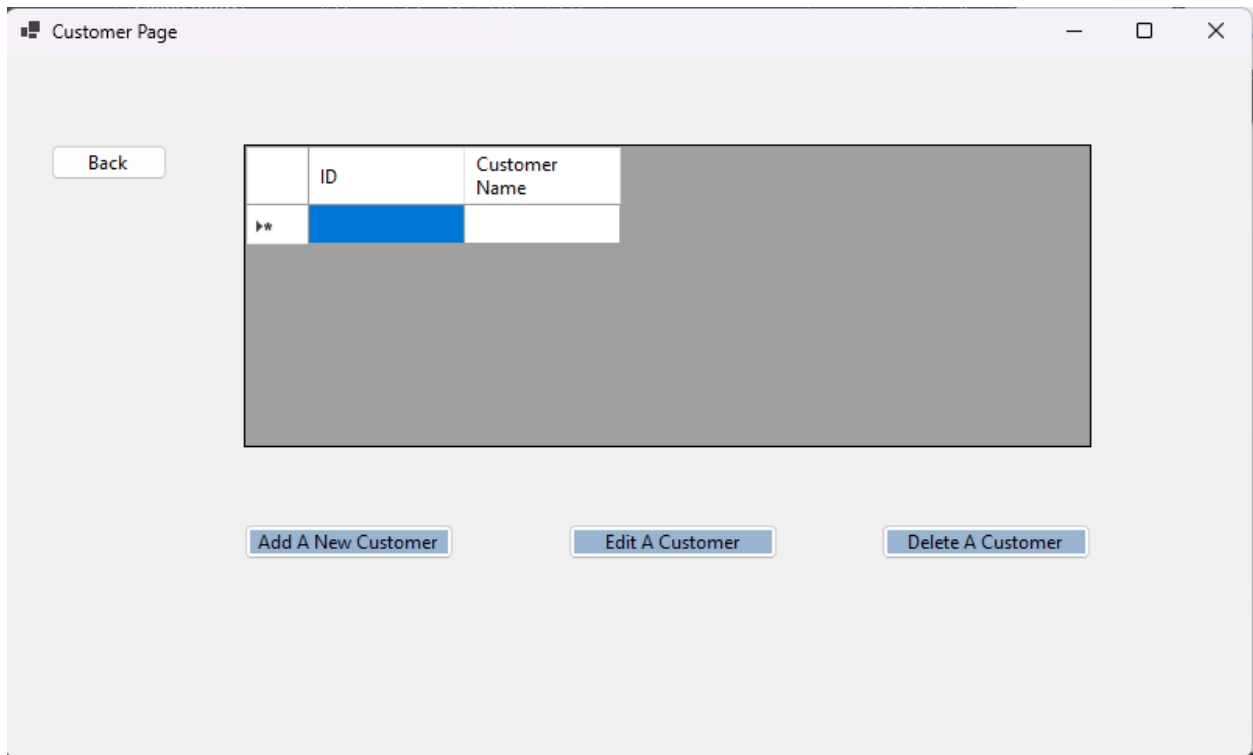 Customer Page
Back
ID
Customer
Name
Add A New Customer
Edit A Customer
Delete A Customer